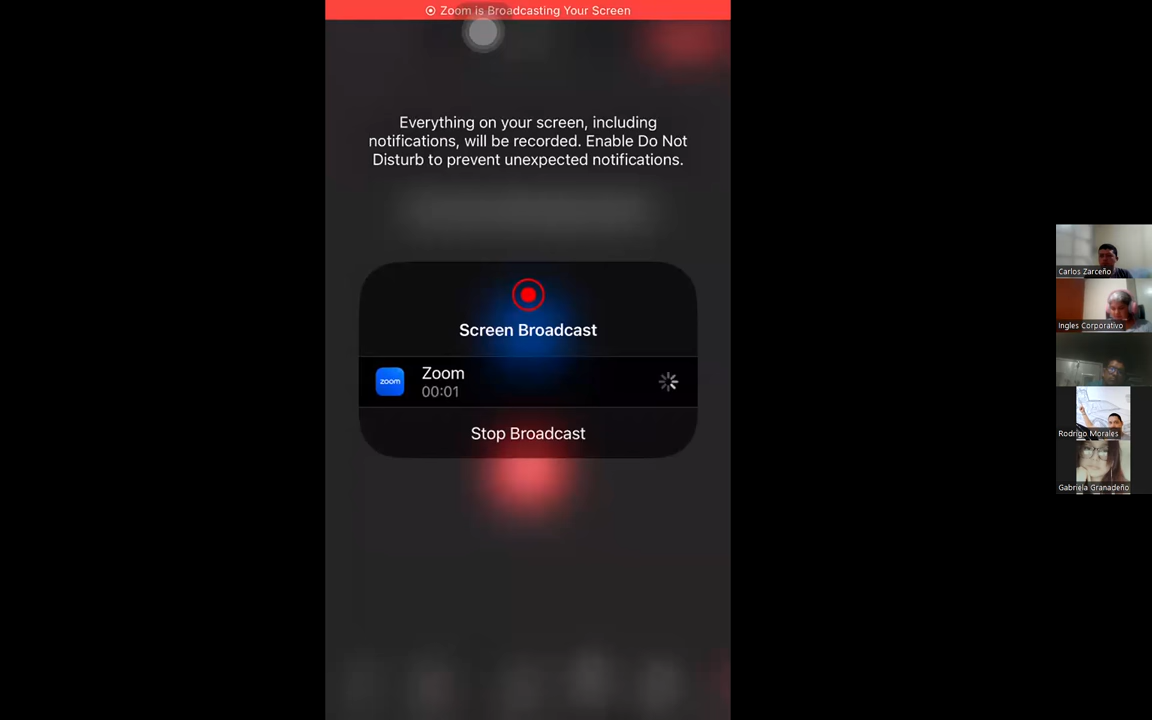 Zoom is Broadcasting Your Screen
Everything on your screen, including
notifications, will be recorded. Enable Do Not
Disturb to prevent unexpected notifications.
Screen Broadcast
zoom
Zoom
00:01
Stop Broadcast
Carlos Zarceño
Ingles Corporativo
Rodrigo Morales
Gabriela Granadeño